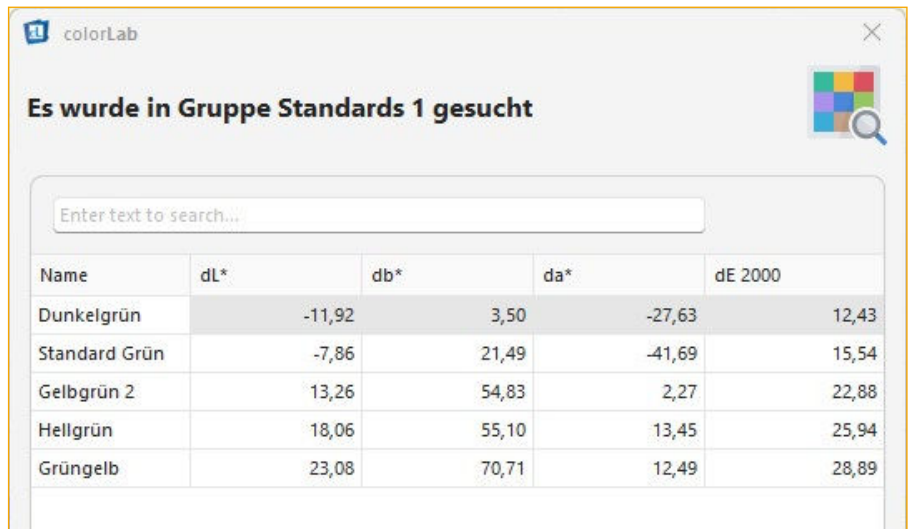 colorLab
Es wurde in Gruppe Standards 1 gesucht
Enter text to search...
Name dL* db* da* dE 2000
Dunkelgrün -11,92 3,50 -27,63 12,43
Standard Grün -7,86 21,49 -41,69 15,54
Gelbgrün 2 13,26 54,83 2,27 22,88
Hellgrün 18,06 55,10 13,45 25,94
Grüngelb 23,08 70,71 12,49 28,89